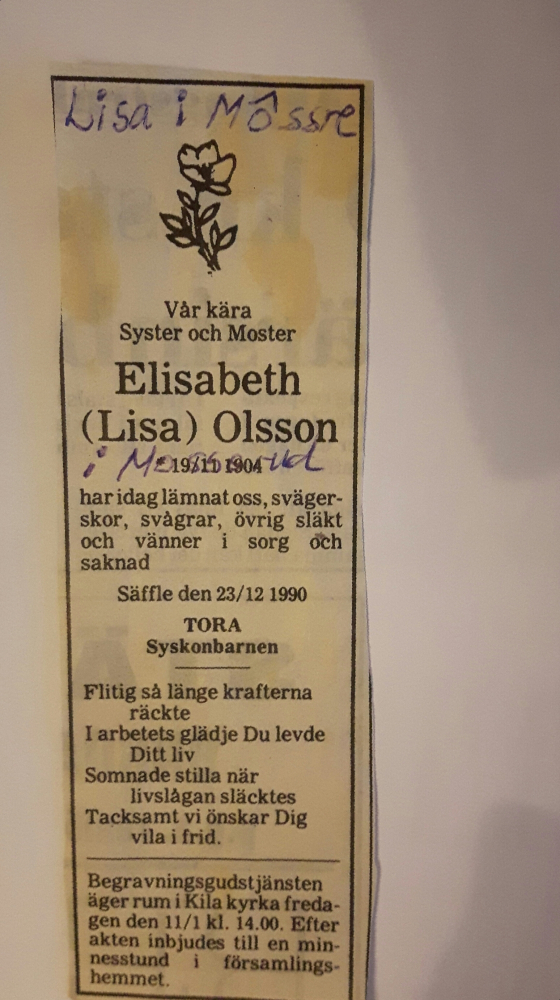 Lisa i Môssre
Vår kära
Syster och Moster
Elisabeth
(Lisa) Olsson
i
* 19/11 1904
har idag lämnat oss, sväger-
skor, svågrar, övrig släkt
och vänner i sorg och
saknad
Säffle den 23/12 1990
TORA
Syskonbarnen
Flitig så länge krafterna
räckte
I arbetets glädje Du levde
Ditt liv
Somnade stilla när
livslågan släcktes
Tacksamt vi önskar Dig
vila i frid.
Begravningsgudstjänsten
äger rum i Kila kyrka freda-
gen den 11/1 kl. 14.00. Efter
akten inbjudes till en min-
nesstund i församlings-
hemmet.